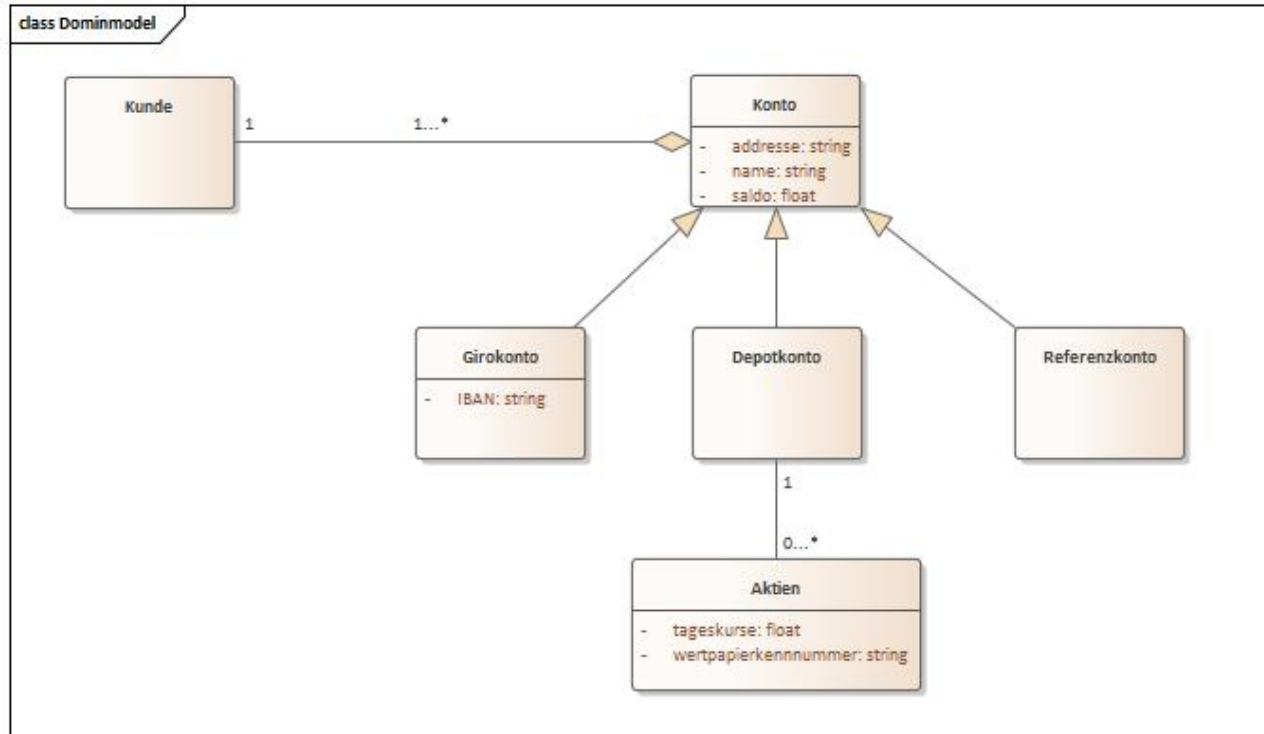 class Dominmodel
Kunde
1
1...*
Konto
- addresse: string
- name: string
- saldo: float
Girokonto
- IBAN: string
Depotkonto
Referenzkonto
1
0...*
Aktien
- tageskurse: float
- wertpapierkennnummer: string